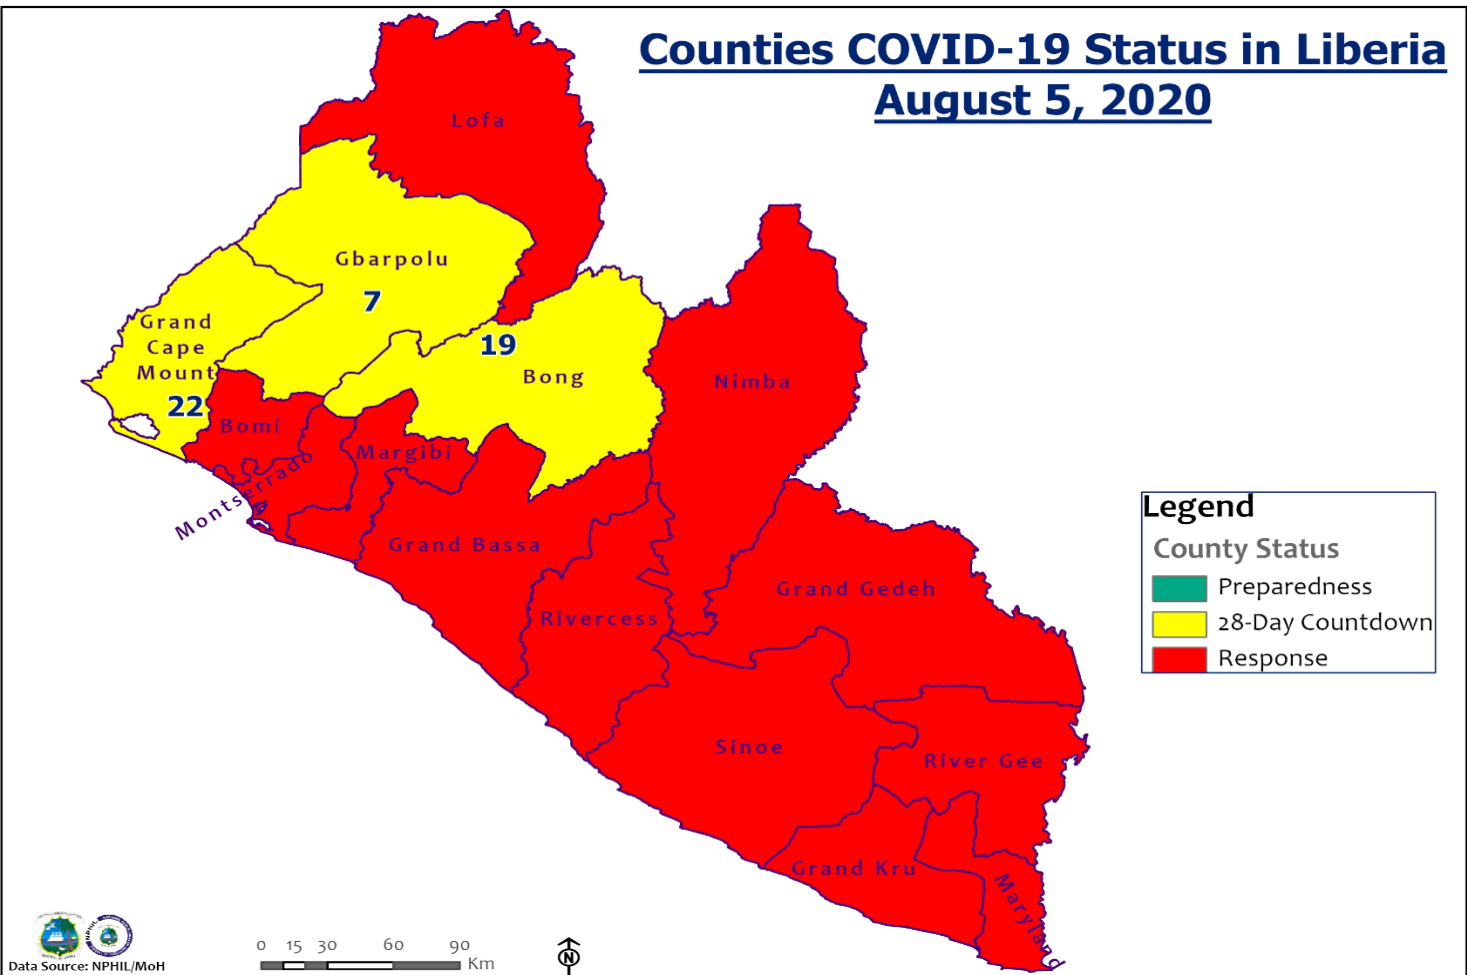 Counties COVID-19 Status in Liberia
August 5, 2020
Lofa
Gbarpolu
7
Grand
Cape
Mount
22
19
Bong
Nimba
Bomi
Margibi
Montserrado
Grand Bassa
Rivercess
Grand Gedeh
Sinoe
River Gee
Grand Kru
Maryland
Legend
County Status
Preparedness
28-Day Countdown
Response
Data Source: NPHIL/MoH
0 15 30 60 90
Km
N